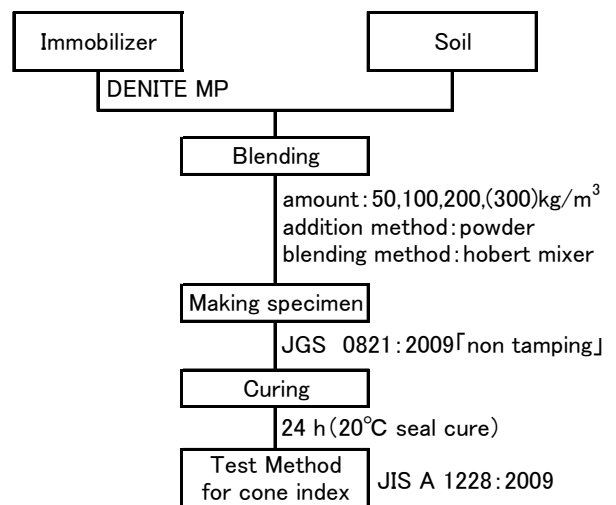 Immobilizer
Soil
DENITE MP
Blending
amount:50,100,200,(300)kg/m³
addition method:powder
blending method:hobert mixer
Making specimen
JGS 0821:2009「non tamping」
Curing
24 h(20℃ seal cure)
Test Method
for cone index
JIS A 1228:2009